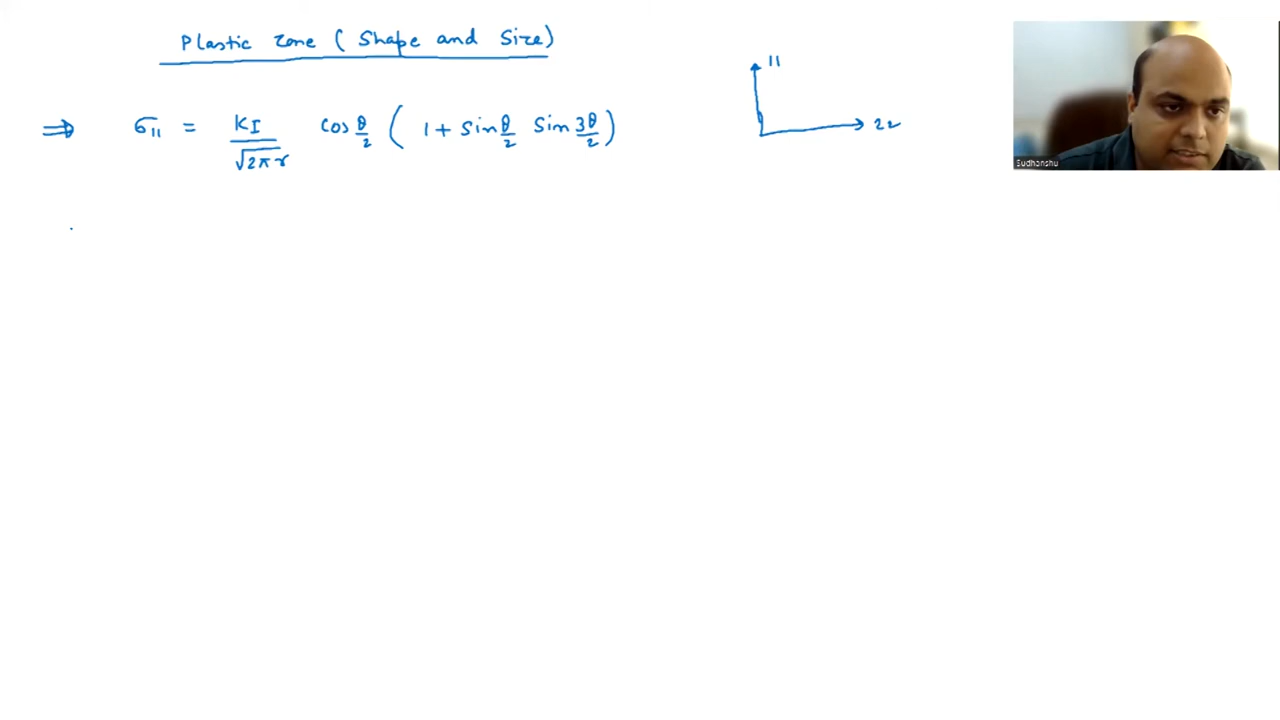 Plastic Zone ( Shape and Size)
11
22
⇒ σ11 = KI/√2πr cos θ/2 ( 1 + sin θ/2 sin 3θ/2 )
Sudhanshu